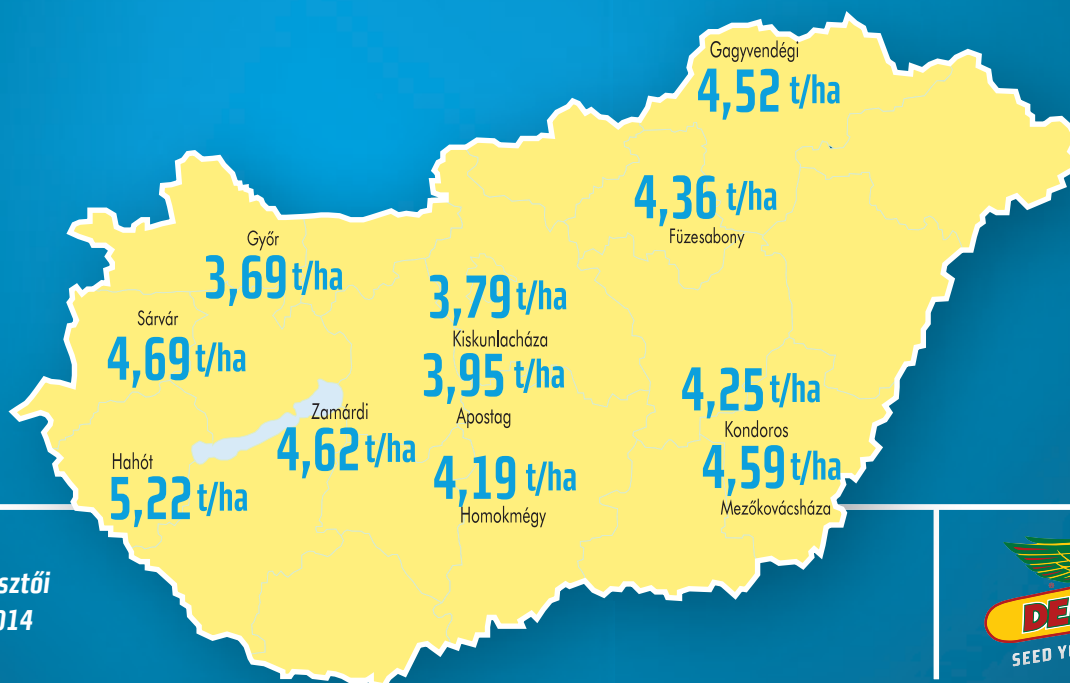 Gagyvendégi
4,52 t/ha
4,36 t/ha
Füzesabony
Győr
3,69 t/ha
3,79 t/ha
Kiskunlacháza
Sárvár
4,69 t/ha
3,95 t/ha
Apostag
4,25 t/ha
Kondoros
Zamárdi
4,62 t/ha
4,59 t/ha
Mezőkovácsháza
Hahót
5,22 t/ha
4,19 t/ha
Homokmégy
SEED